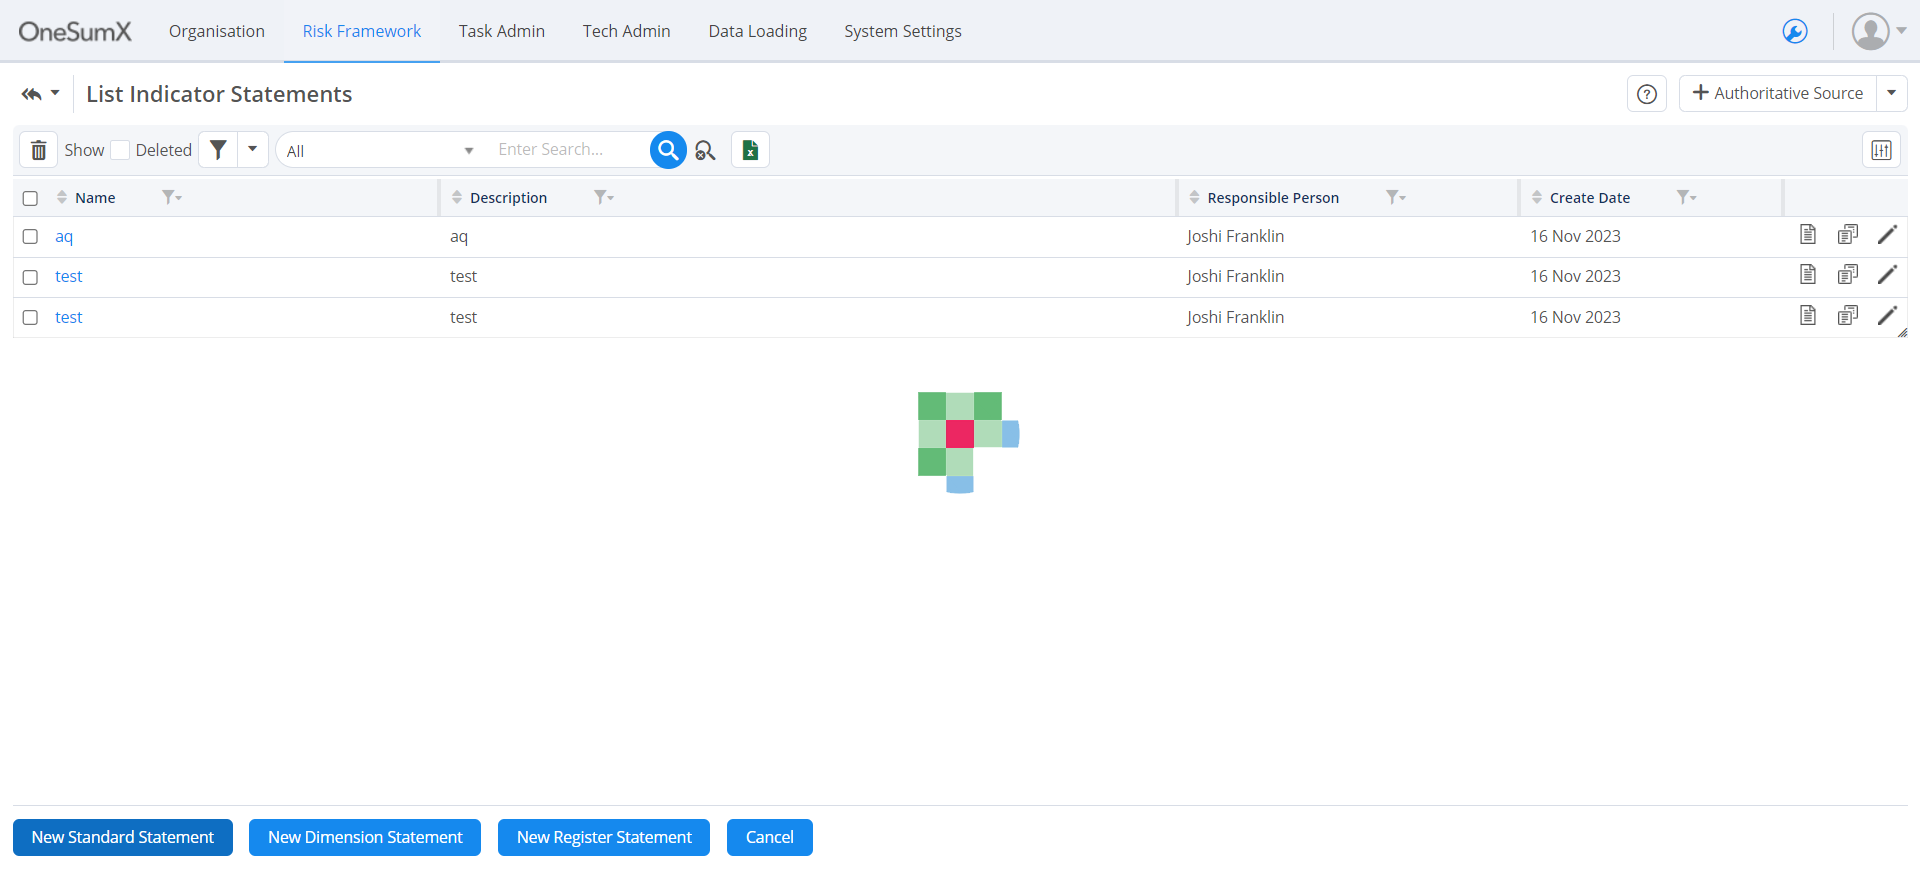 OneSumX Organisation Risk Framework Task Admin Tech Admin Data Loading System Settings
List Indicator Statements
Authoritative Source
Show Deleted All Enter Search...
Name Description Responsible Person Create Date
aq aq Joshi Franklin 16 Nov 2023
test test Joshi Franklin 16 Nov 2023
test test Joshi Franklin 16 Nov 2023
New Standard Statement New Dimension Statement New Register Statement Cancel